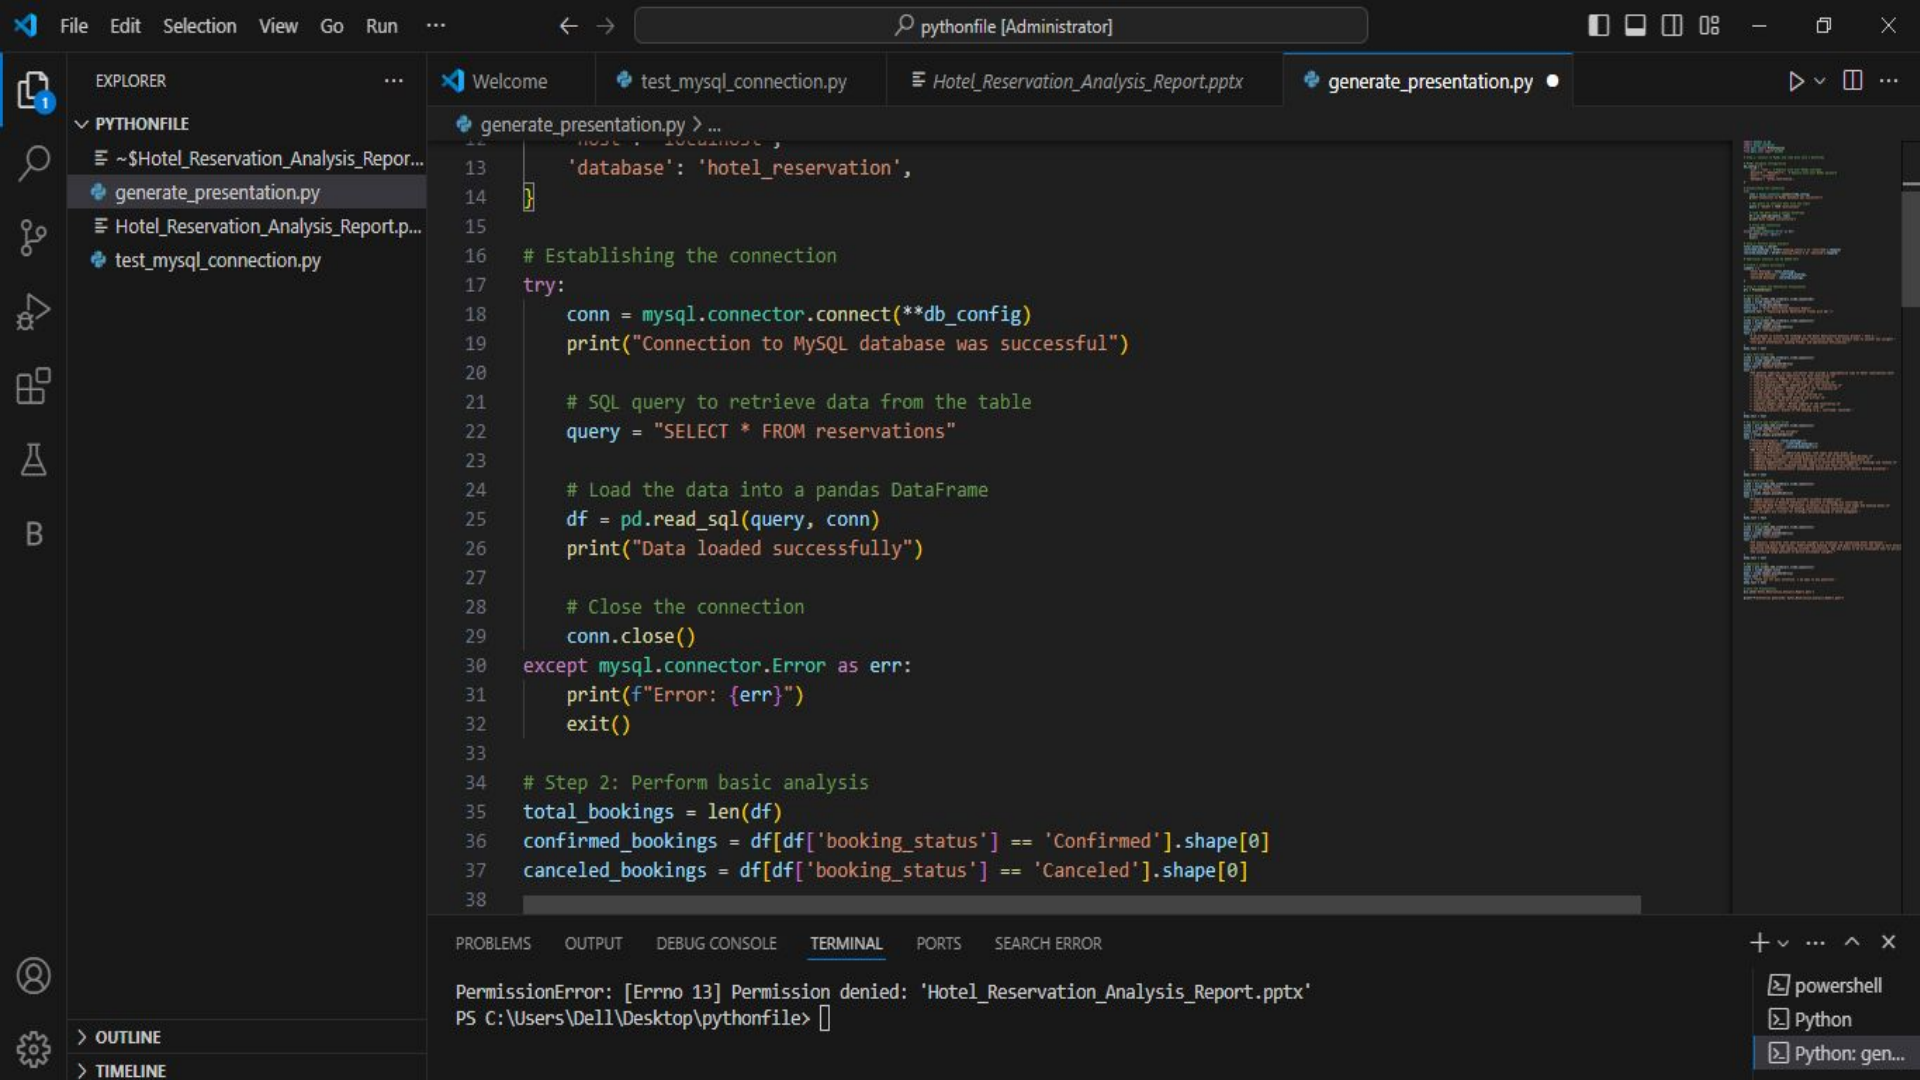 File Edit Selection View Go Run ··· pythonfile [Administrator]
EXPLORER ···
Welcome test_mysql_connection.py Hotel_Reservation_Analysis_Report.pptx generate_presentation.py
PYTHONFILE
~$Hotel_Reservation_Analysis_Repor...
generate_presentation.py
Hotel_Reservation_Analysis_Report.p...
test_mysql_connection.py
OUTLINE
TIMELINE
1
B
generate_presentation.py > ...
12 'host': 'localhost',
13 'database': 'hotel_reservation',
14 }
15
16 # Establishing the connection
17 try:
18 conn = mysql.connector.connect(**db_config)
19 print("Connection to MySQL database was successful")
20
21 # SQL query to retrieve data from the table
22 query = "SELECT * FROM reservations"
23
24 # Load the data into a pandas DataFrame
25 df = pd.read_sql(query, conn)
26 print("Data loaded successfully")
27
28 # Close the connection
29 conn.close()
30 except mysql.connector.Error as err:
31 print(f"Error: {err}")
32 exit()
33
34 # Step 2: Perform basic analysis
35 total_bookings = len(df)
36 confirmed_bookings = df[df['booking_status'] == 'Confirmed'].shape[0]
37 canceled_bookings = df[df['booking_status'] == 'Canceled'].shape[0]
38
PROBLEMS OUTPUT DEBUG CONSOLE TERMINAL PORTS SEARCH ERROR
PermissionError: [Errno 13] Permission denied: 'Hotel_Reservation_Analysis_Report.pptx'
PS C:\Users\Dell\Desktop\pythonfile>
powershell
Python
Python: gen...